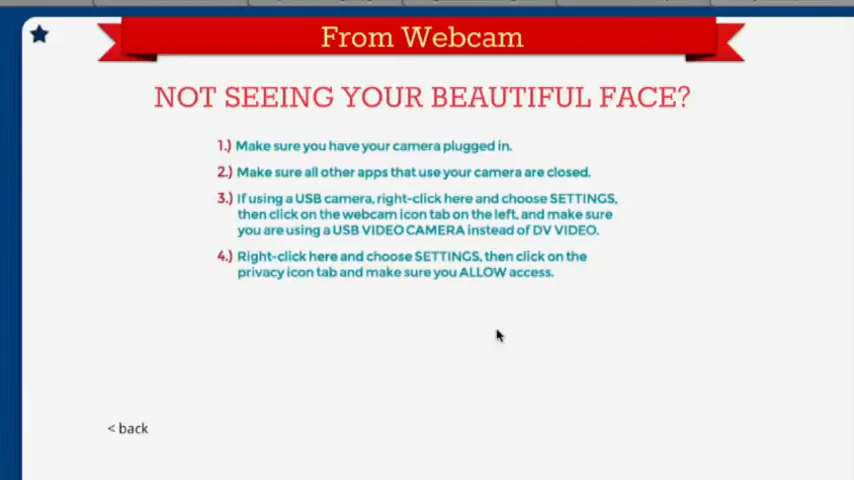 From Webcam
NOT SEEING YOUR BEAUTIFUL FACE?
1.) Make sure you have your camera plugged in.
2.) Make sure all other apps that use your camera are closed.
3.) If using a USB camera, right-click here and choose SETTINGS,
then click on the webcam icon tab on the left, and make sure
you are using a USB VIDEO CAMERA instead of DV VIDEO.
4.) Right-click here and choose SETTINGS, then click on the
privacy icon tab and make sure you ALLOW access.
< back